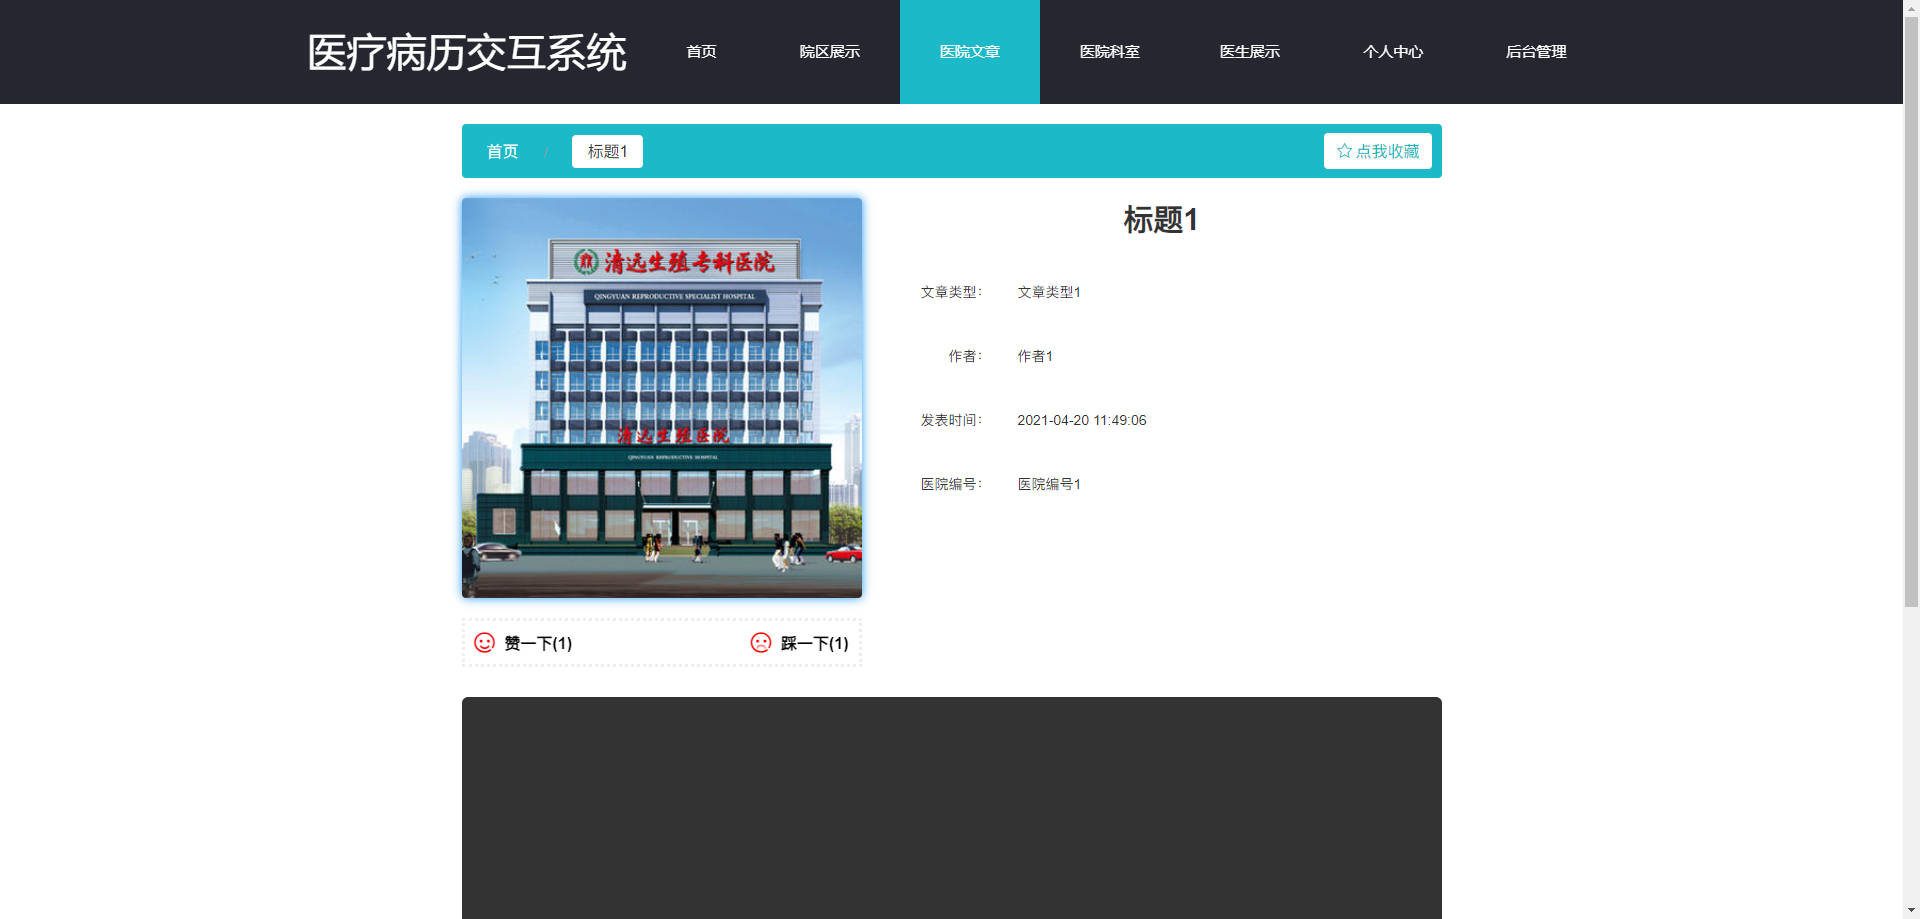 医疗病历交互系统 首页 院区展示 医院文章 医院科室 医生展示 个人中心 后台管理
首页 / 标题1 点我收藏
标题1
清远生殖专科医院
QINGYUAN REPRODUCTIVE SPECIALIST HOSPITAL
清远生殖医院
QINGYUAN REPRODUCTIVE HOSPITAL
文章类型: 文章类型1
作者: 作者1
发表时间: 2021-04-20 11:49:06
医院编号: 医院编号1
赞一下(1) 踩一下(1)